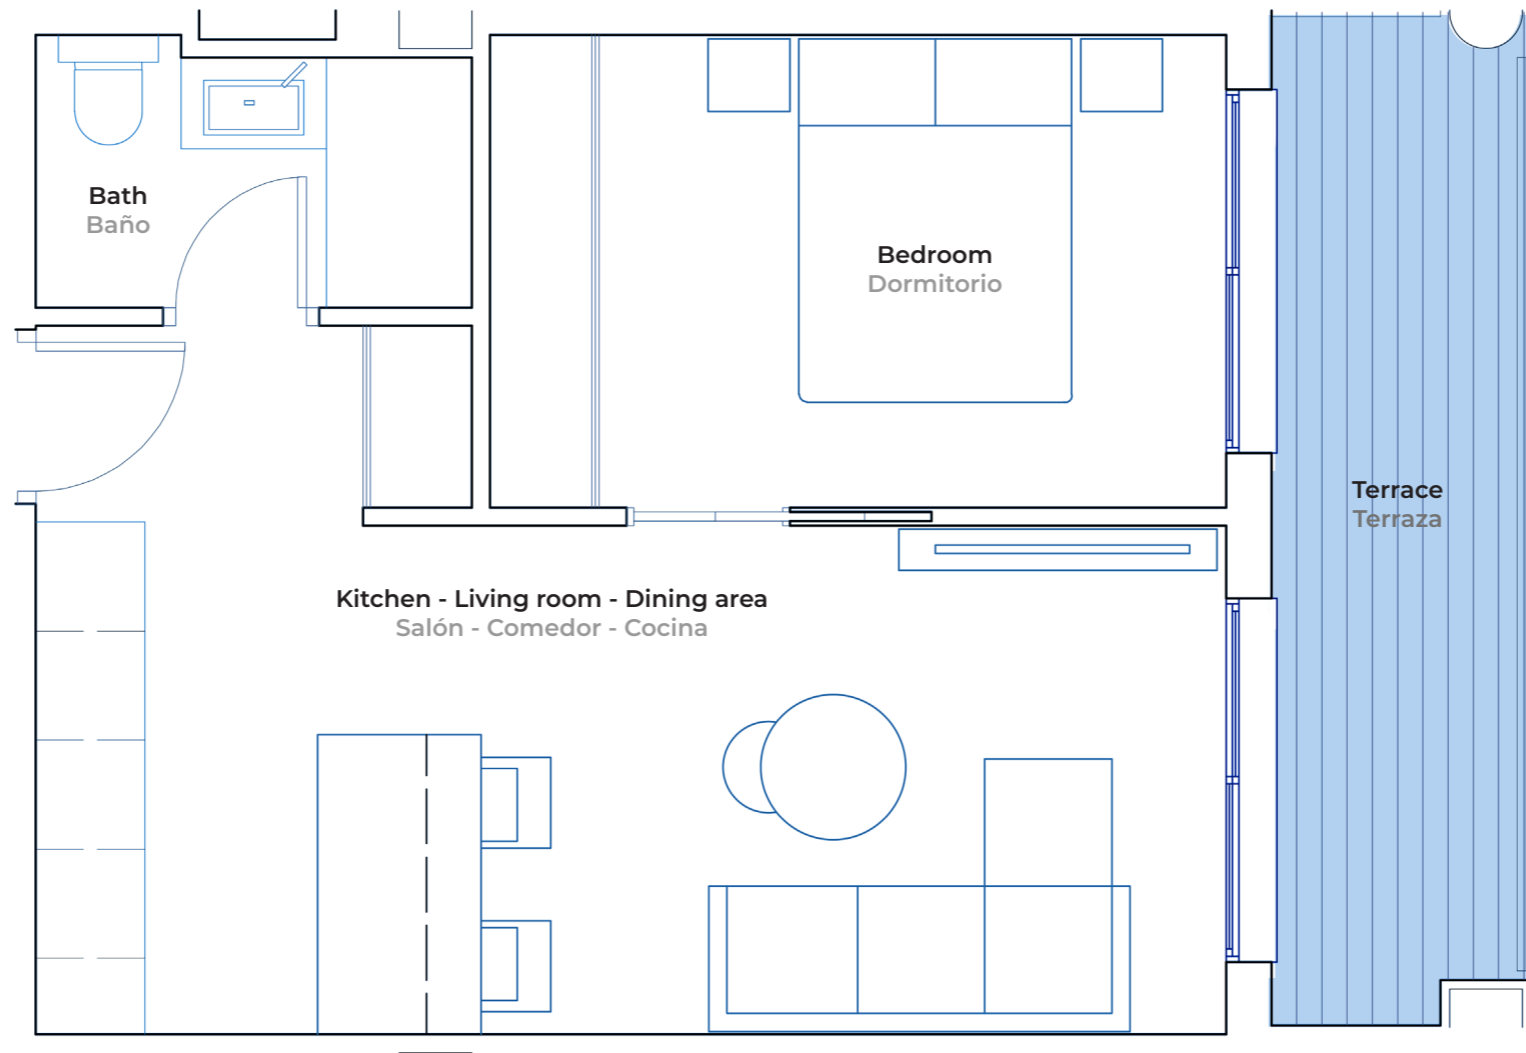 Bath
Baño
Bedroom
Dormitorio
Terrace
Terraza
Kitchen - Living room - Dining area
Salón - Comedor - Cocina